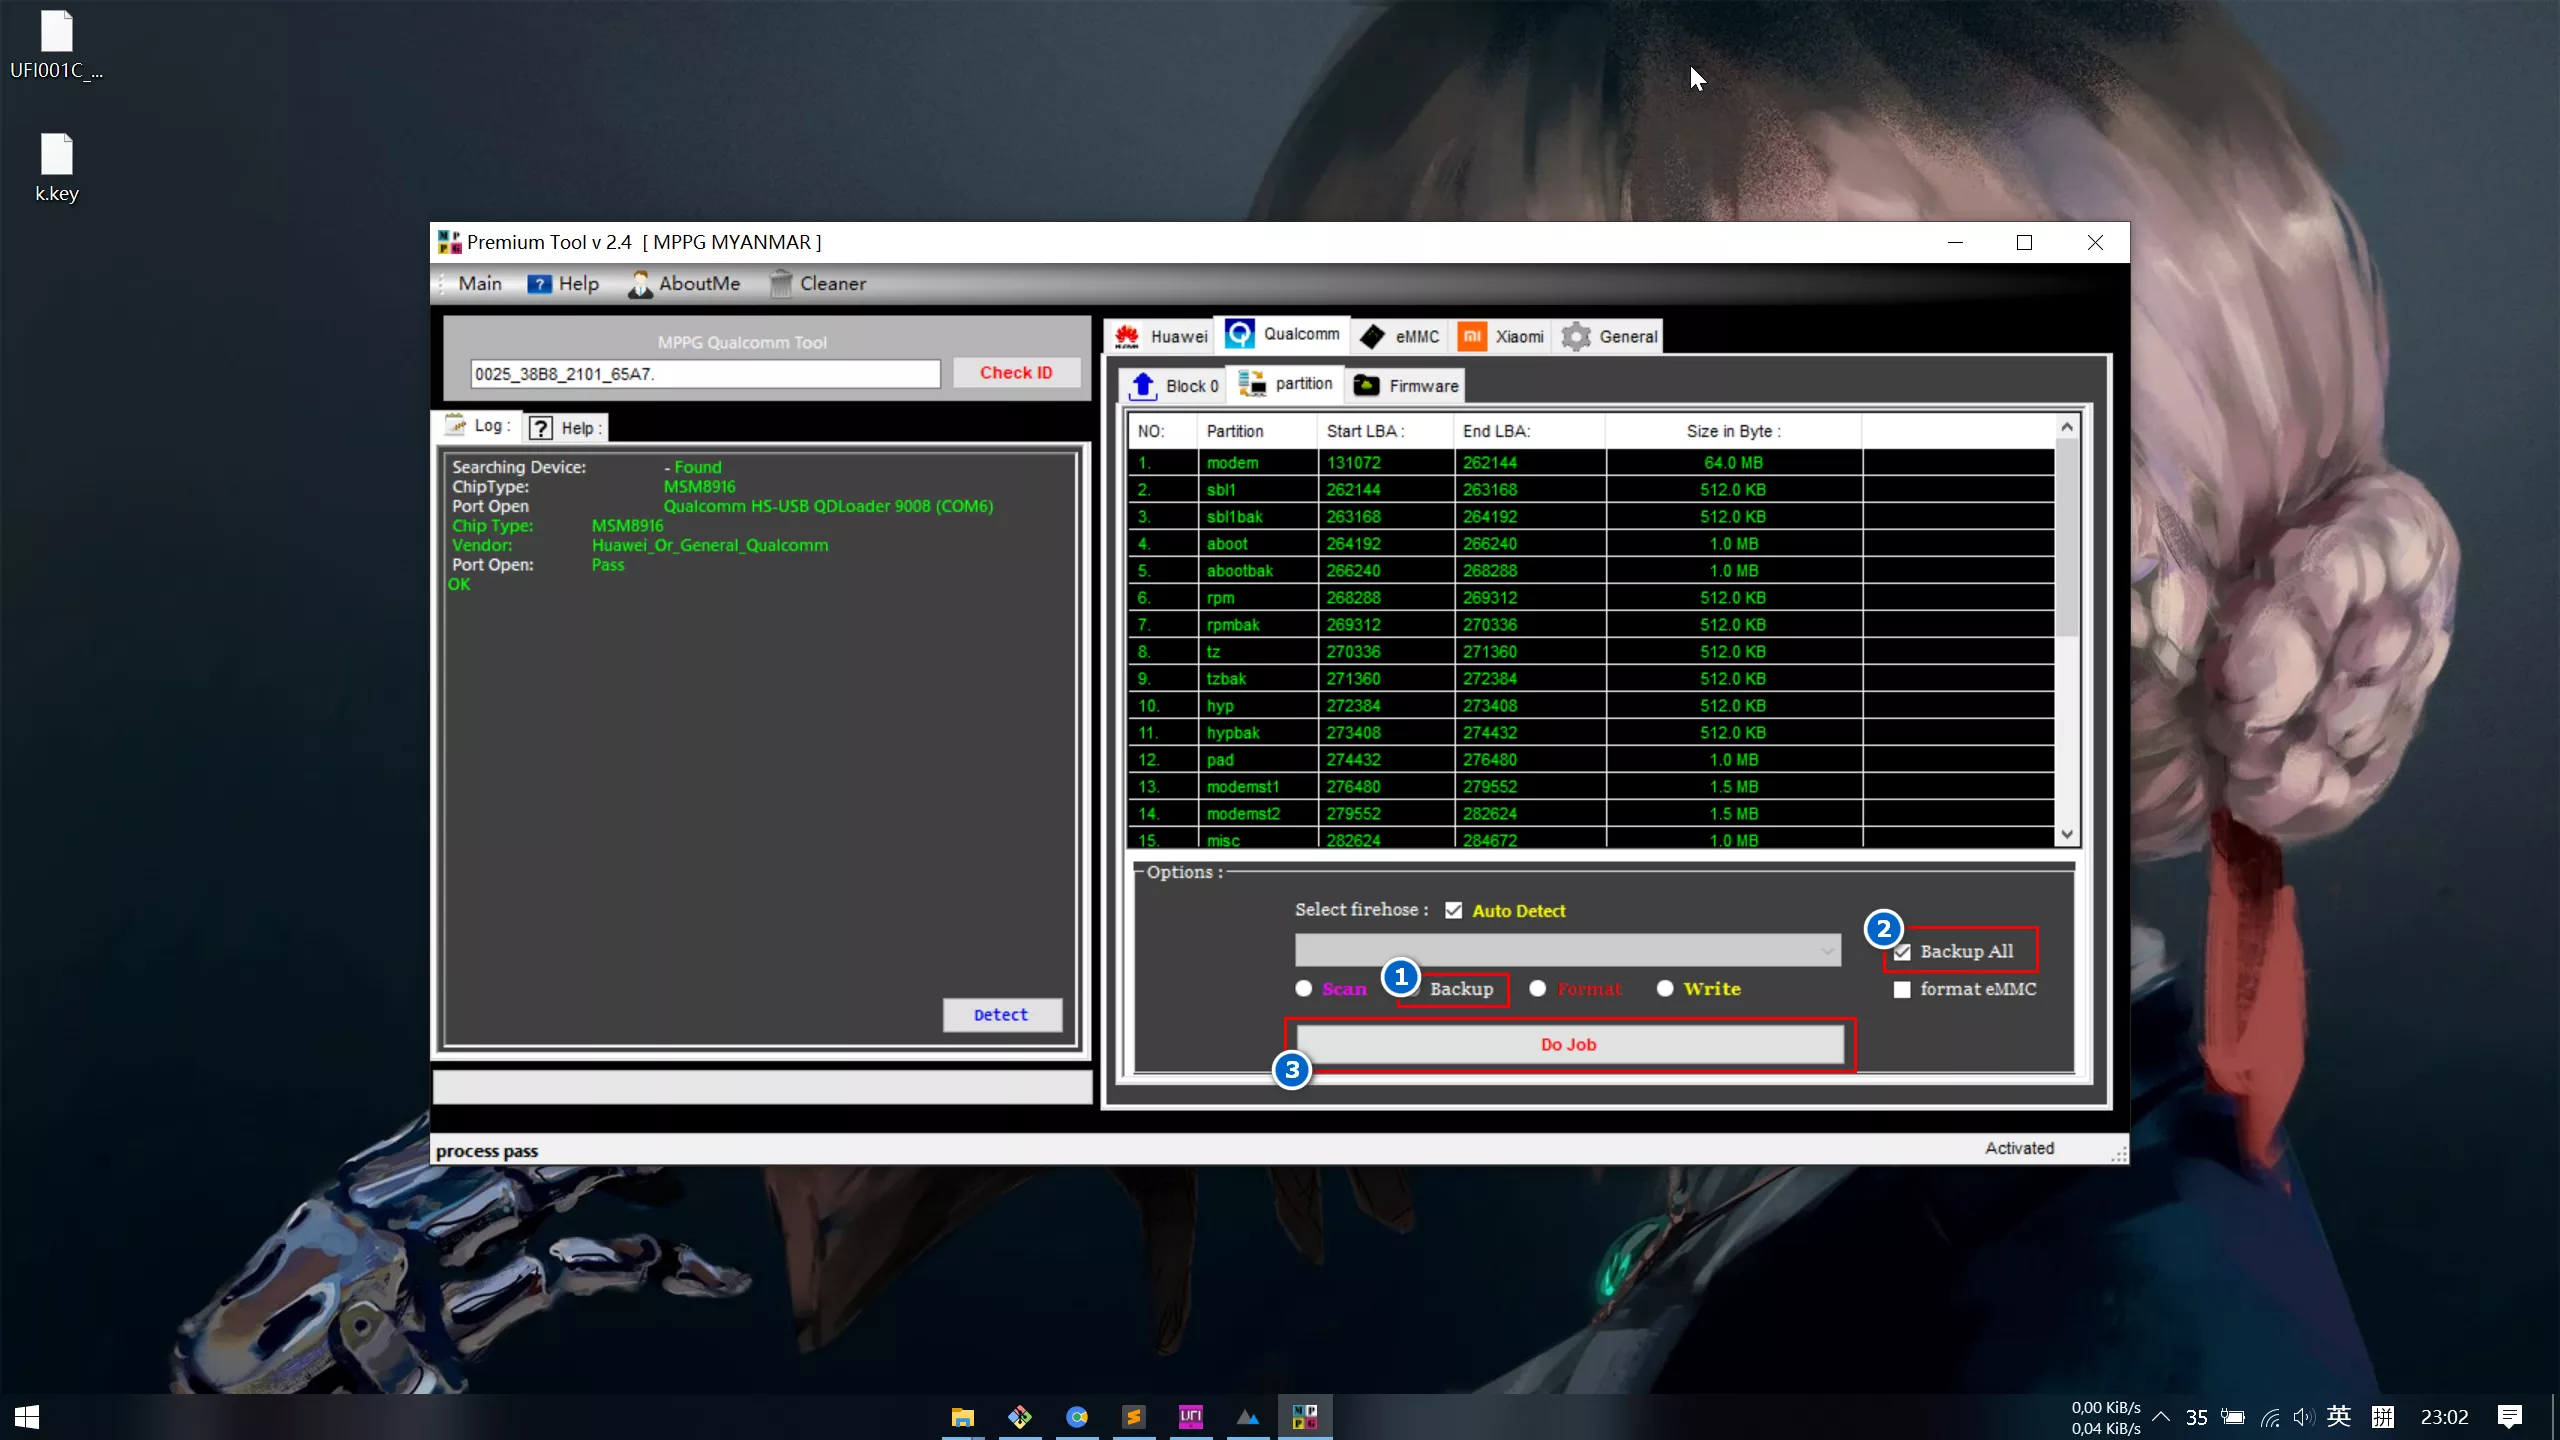 UFI001C_...
k.key
Premium Tool v 2.4 [ MPPG MYANMAR ]
Main
? Help
AboutMe
Cleaner
MPPG Qualcomm Tool
0025_38B8_2101_65A7.
Check ID
Log :
? Help :
Searching Device: - Found
ChipType: MSM8916
Port Open Qualcomm HS-USB QDLoader 9008 (COM6)
Chip Type: MSM8916
Vendor: Huawei_Or_General_Qualcomm
Port Open: Pass
OK
Detect
process pass
Huawei
Qualcomm
eMMC
Xiaomi
General
Block 0
partition
Firmware
NO: Partition Start LBA : End LBA: Size in Byte :
1. modem 131072 262144 64.0 MB
2. sbl1 262144 263168 512.0 KB
3. sbl1bak 263168 264192 512.0 KB
4. aboot 264192 266240 1.0 MB
5. abootbak 266240 268288 1.0 MB
6. rpm 268288 269312 512.0 KB
7. rpmbak 269312 270336 512.0 KB
8. tz 270336 271360 512.0 KB
9. tzbak 271360 272384 512.0 KB
10. hyp 272384 273408 512.0 KB
11. hypbak 273408 274432 512.0 KB
12. pad 274432 276480 1.0 MB
13. modemst1 276480 279552 1.5 MB
14. modemst2 279552 282624 1.5 MB
15. misc 282624 284672 1.0 MB
Options :
Select firehose : Auto Detect
2
Backup All
Scan
1
Backup
Format
Write
format eMMC
Do Job
3
Activated
UFI
MPPG
0,00 KiB/s
0,04 KiB/s
35
英
拼
23:02